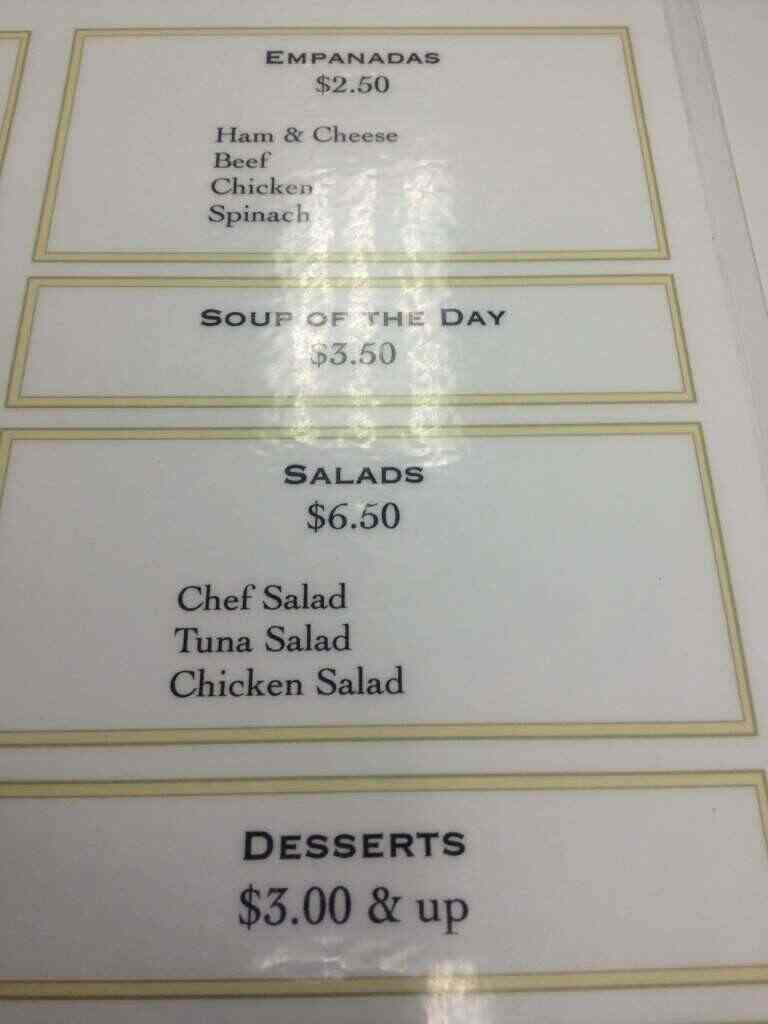 EMPANADAS
$2.50
Ham & Cheese
Beef
Chicken
Spinach
SOUP OF THE DAY
$3.50
SALADS
$6.50
Chef Salad
Tuna Salad
Chicken Salad
DESSERTS
$3.00 & up